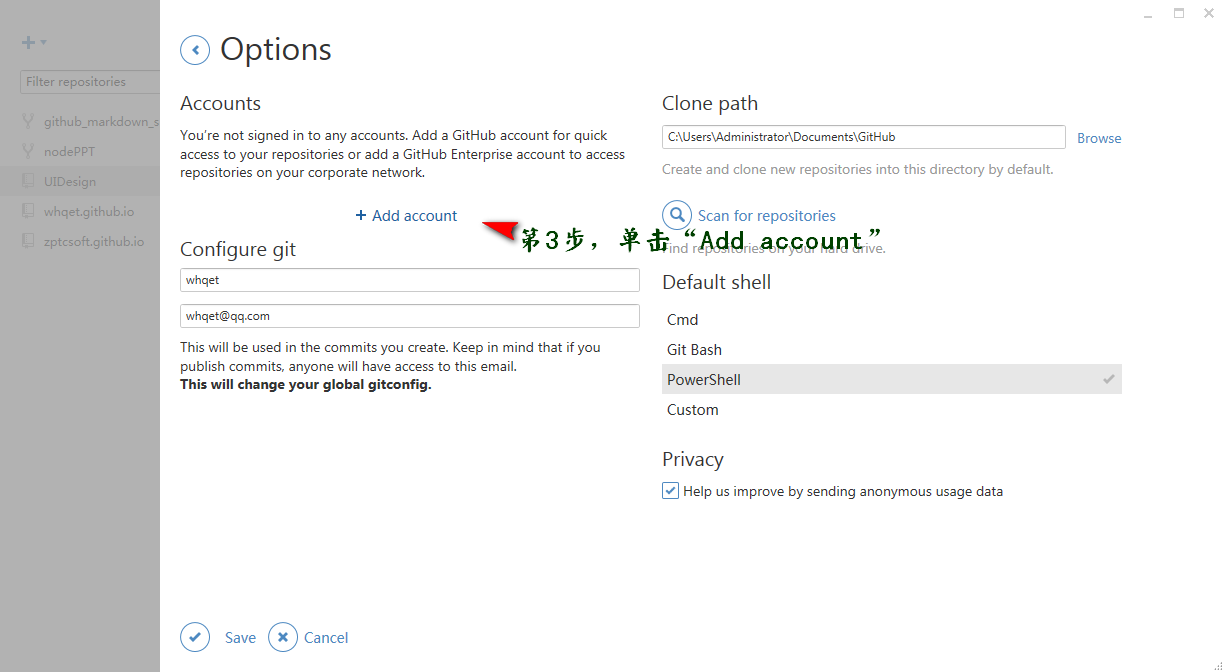 Options
Filter repositories
github_markdown_s
nodePPT
UIDesign
whqet.github.io
zptcsoft.github.io
Accounts
You're not signed in to any accounts. Add a GitHub account for quick
access to your repositories or add a GitHub Enterprise account to access
repositories on your corporate network.
+ Add account
第3步，单击“Add account”
Configure git
whqet
whqet@qq.com
This will be used in the commits you create. Keep in mind that if you
publish commits, anyone will have access to this email.
This will change your global gitconfig.
Clone path
C:\Users\Administrator\Documents\GitHub
Browse
Create and clone new repositories into this directory by default.
Scan for repositories
Find repositories on your hard drive.
Default shell
Cmd
Git Bash
PowerShell
Custom
Privacy
Help us improve by sending anonymous usage data
Save
Cancel